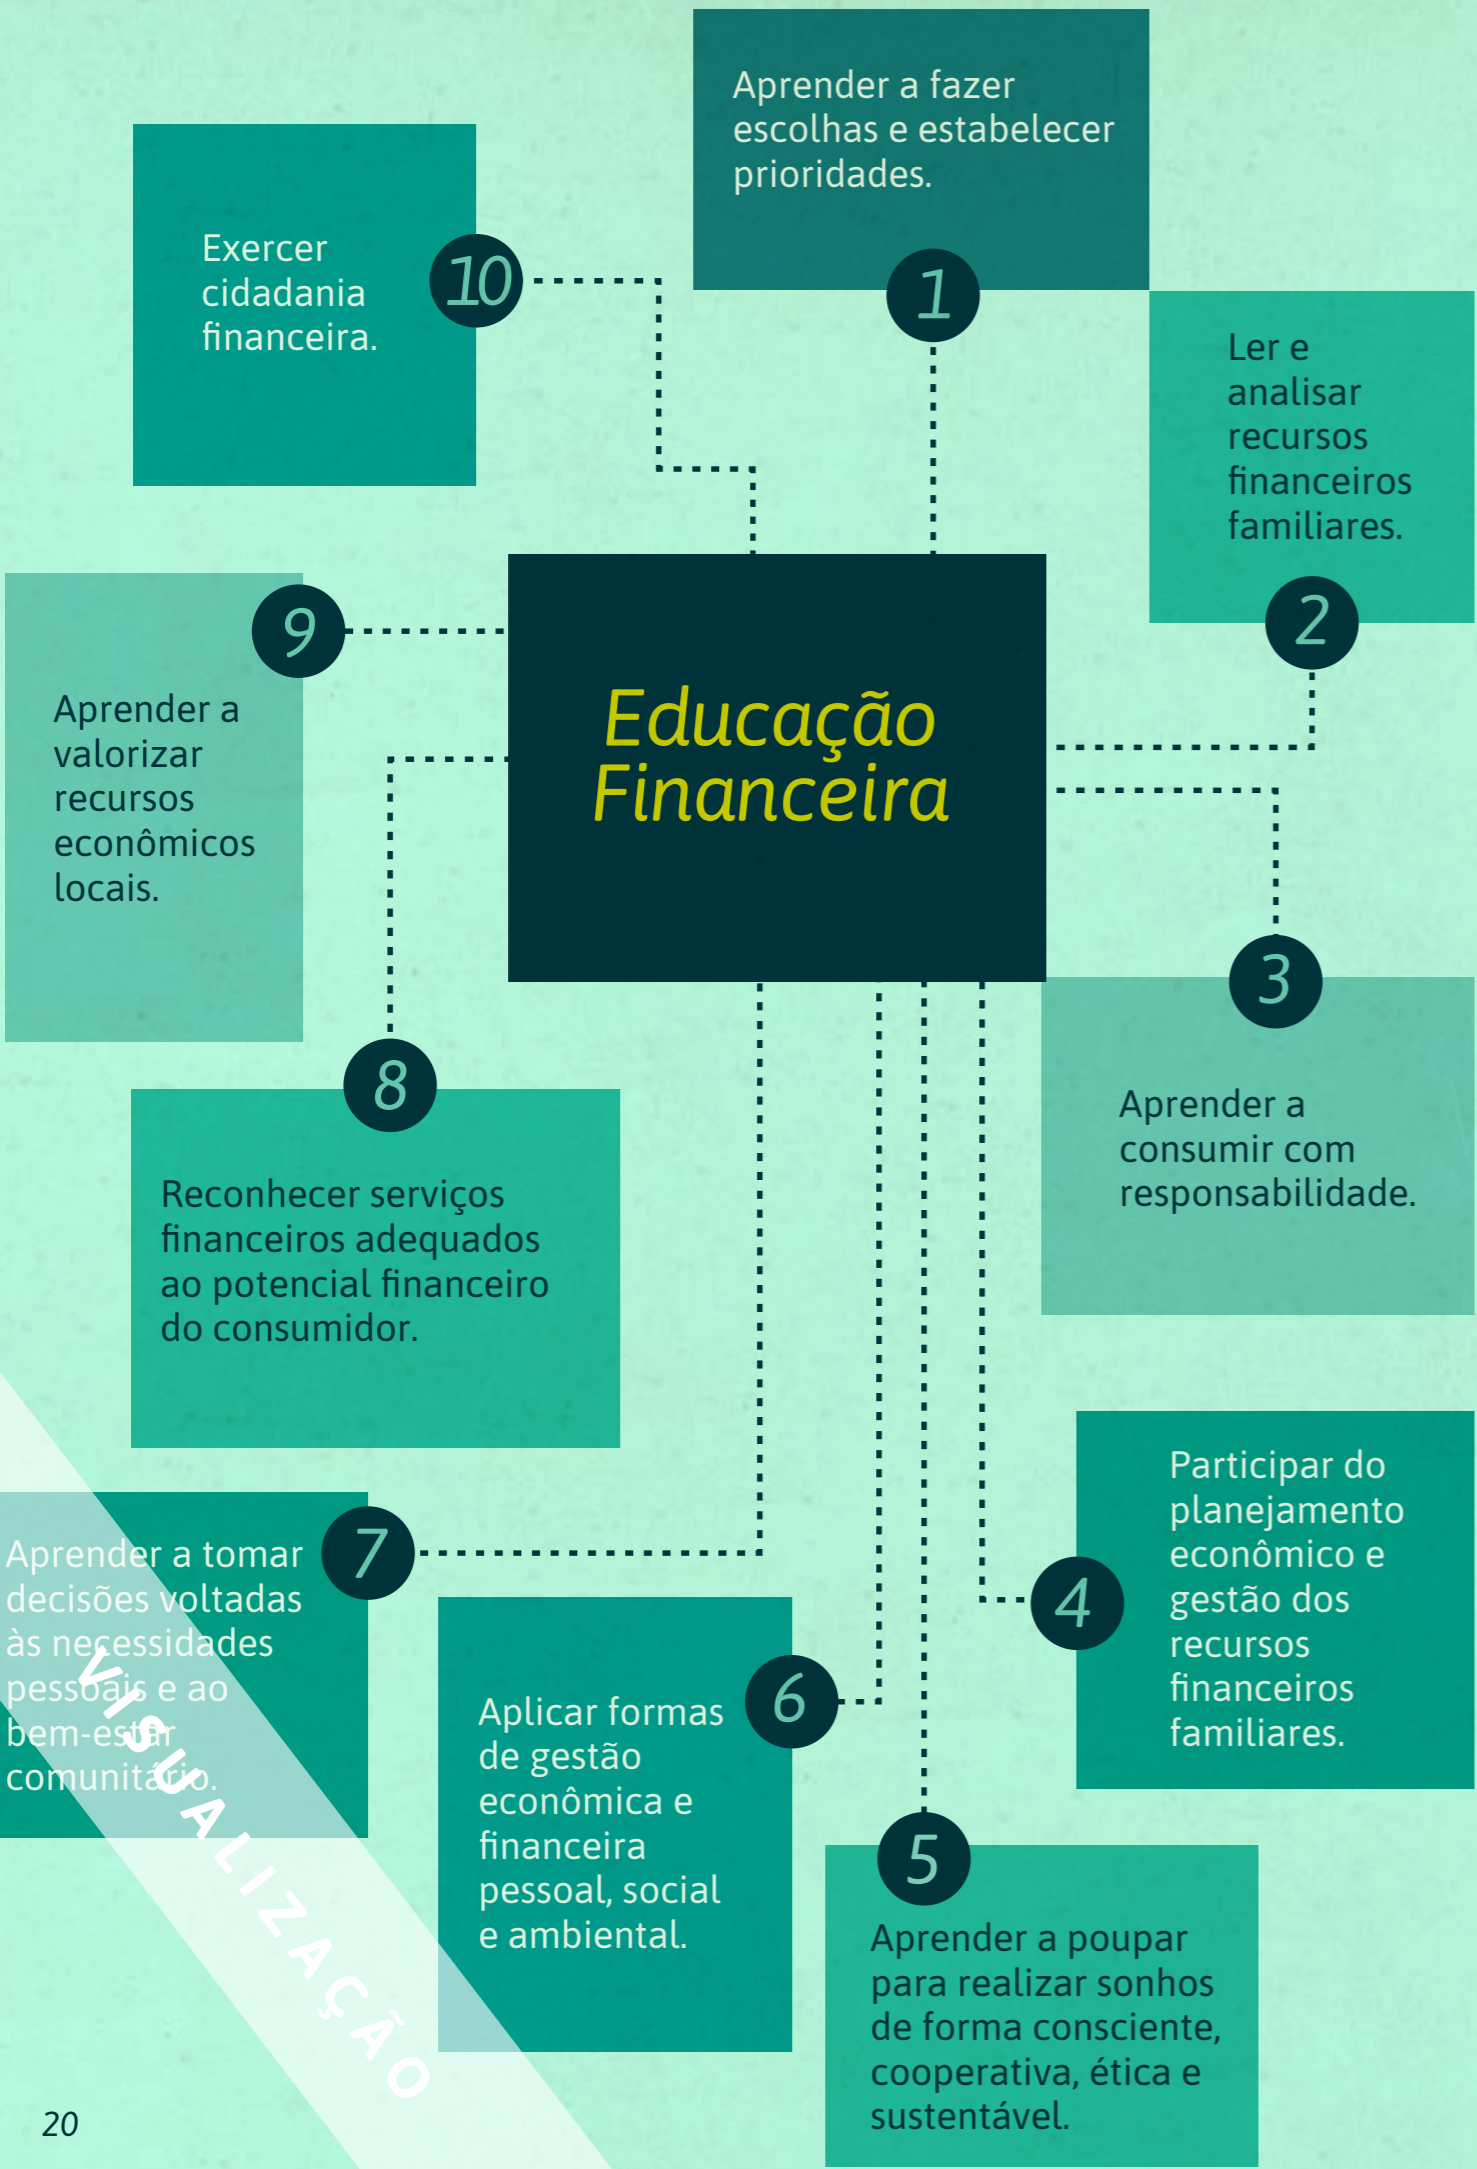 Educação
Financeira
1
Aprender a fazer
escolhas e estabelecer
prioridades.
2
Ler e
analisar
recursos
financeiros
familiares.
3
Aprender a
consumir com
responsabilidade.
4
Participar do
planejamento
econômico e
gestão dos
recursos
financeiros
familiares.
5
Aprender a poupar
para realizar sonhos
de forma consciente,
cooperativa, ética e
sustentável.
6
Aplicar formas
de gestão
econômica e
financeira
pessoal, social
e ambiental.
7
Aprender a tomar
decisões voltadas
às necessidades
pessoais e ao
bem-estar
comunitário.
8
Reconhecer serviços
financeiros adequados
ao potencial financeiro
do consumidor.
9
Aprender a
valorizar
recursos
econômicos
locais.
10
Exercer
cidadania
financeira.
VISUALIZAÇÃO
20